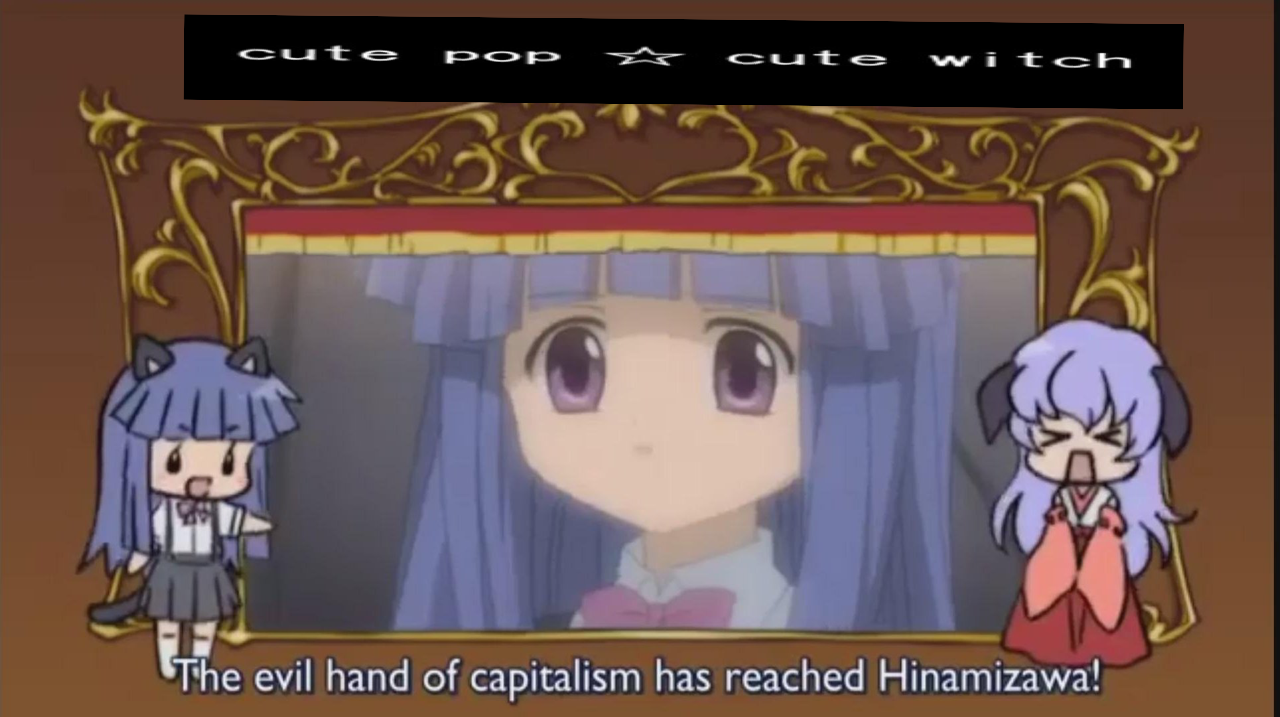 cute pop ☆ cute witch
The evil hand of capitalism has reached Hinamizawa!